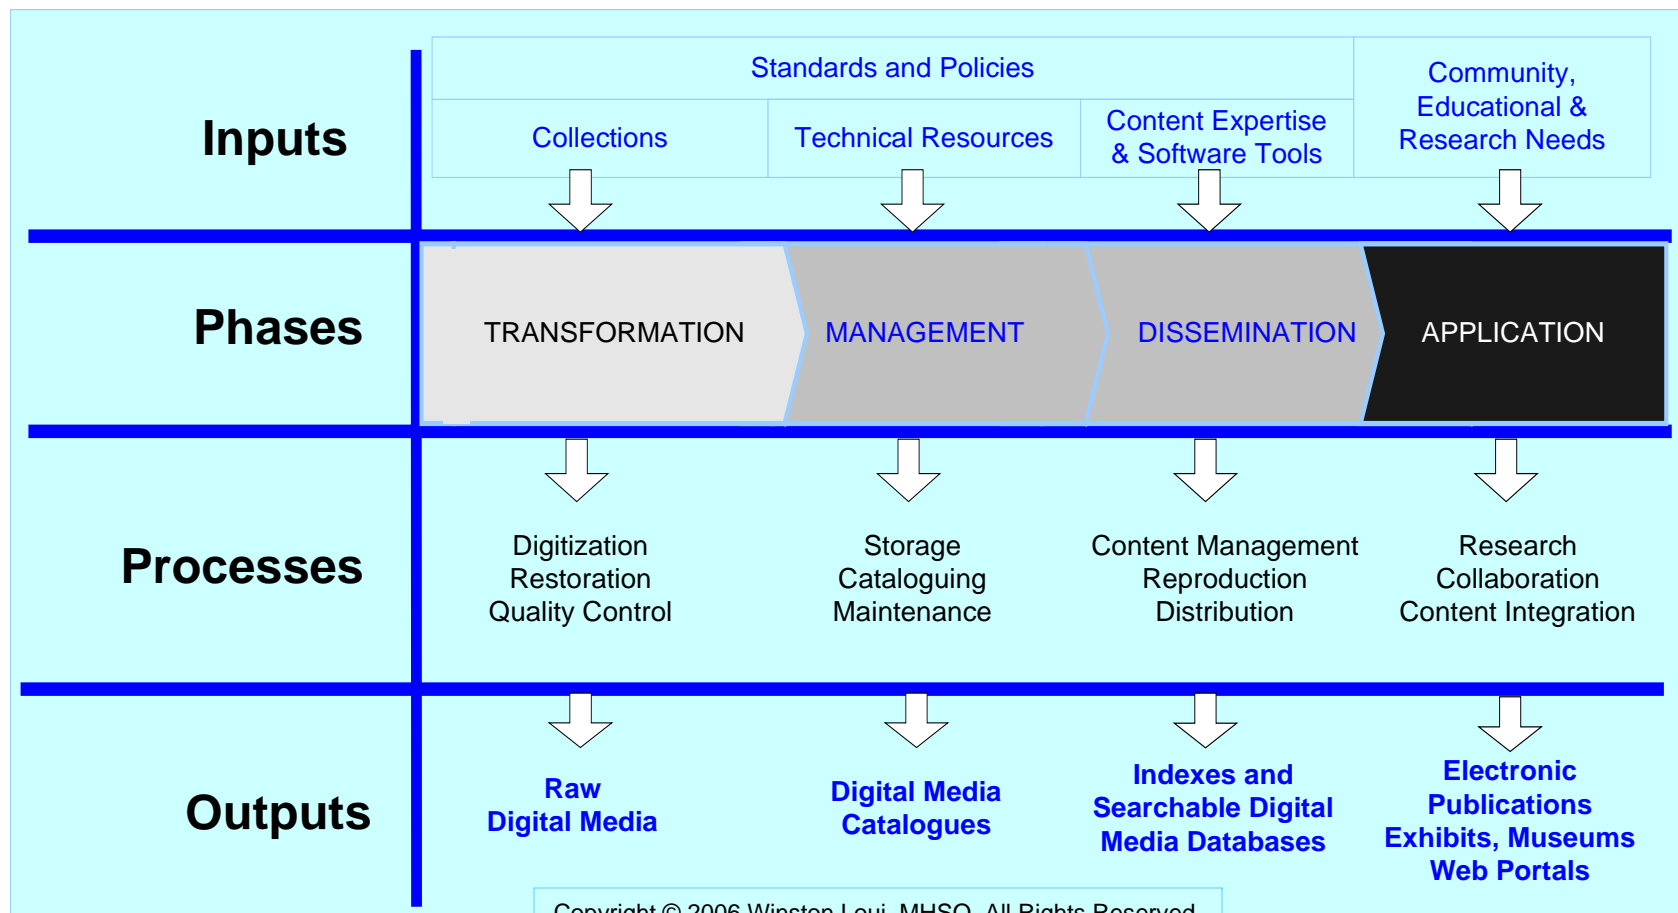 Standards and Policies
Community,
Educational &
Research Needs
Inputs
Collections
Technical Resources
Content Expertise
& Software Tools
Phases
TRANSFORMATION
MANAGEMENT
DISSEMINATION
APPLICATION
Processes
Digitization
Restoration
Quality Control
Storage
Cataloguing
Maintenance
Content Management
Reproduction
Distribution
Research
Collaboration
Content Integration
Outputs
Raw
Digital Media
Digital Media
Catalogues
Indexes and
Searchable Digital
Media Databases
Electronic
Publications
Exhibits, Museums
Web Portals
Copyright © 2006 Winston Loui, MHSO, All Rights Reserved